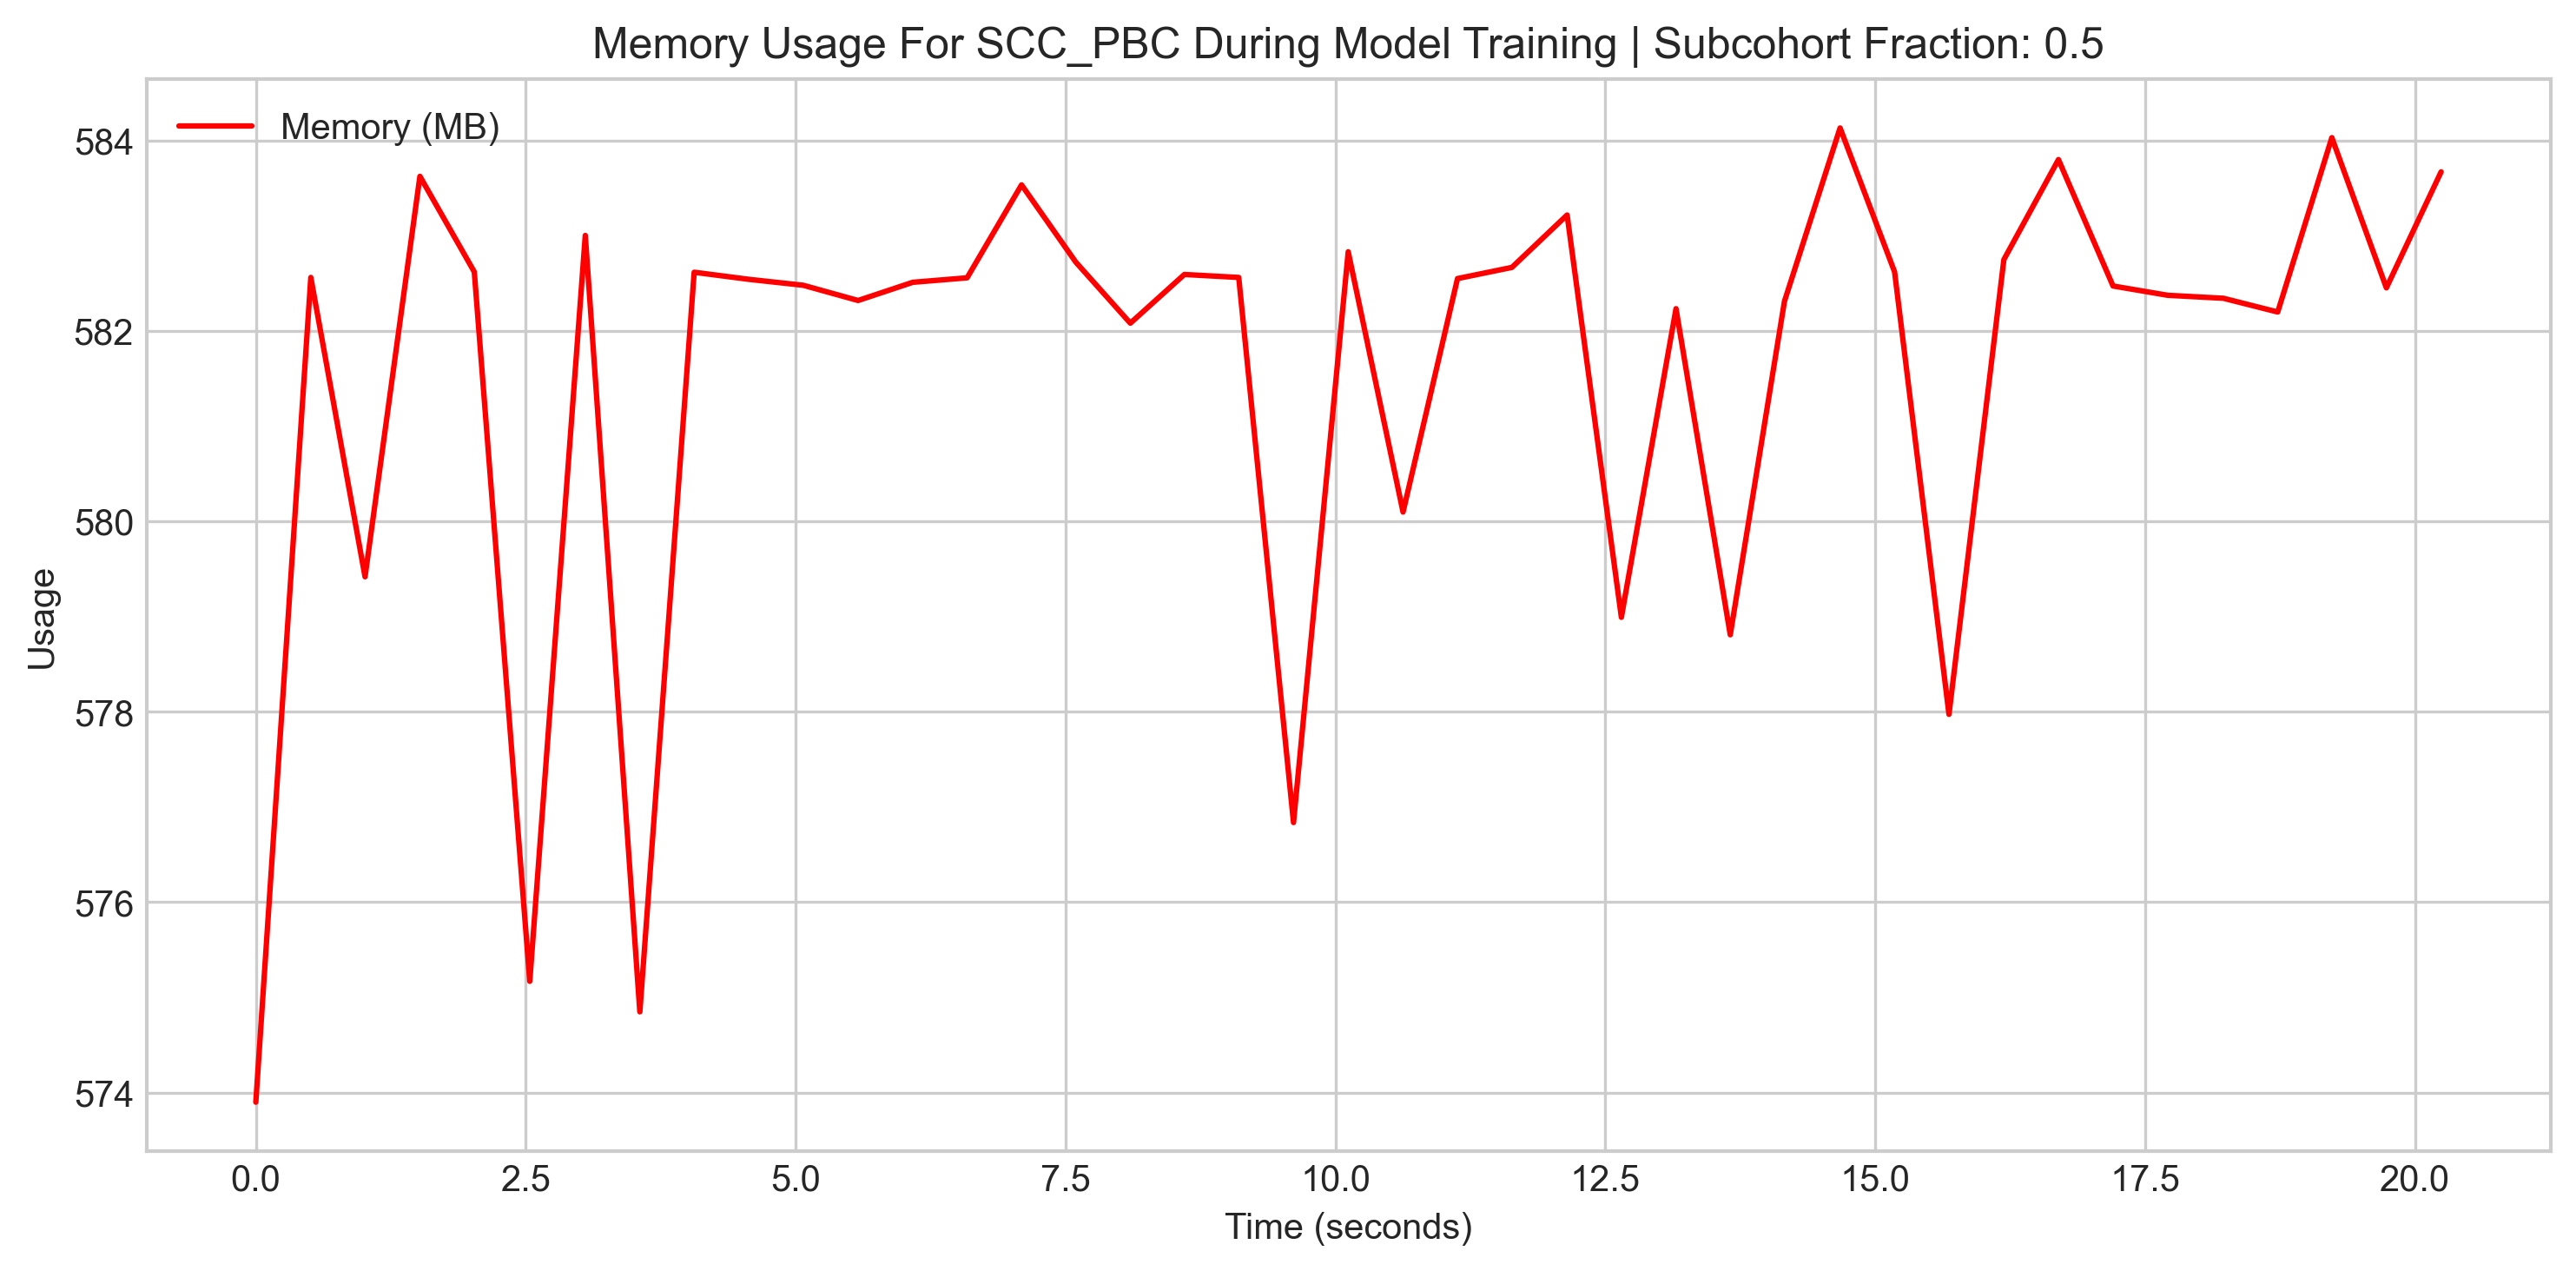 Memory Usage For SCC_PBC During Model Training | Subcohort Fraction: 0.5
Memory (MB)
584
582
580
578
576
574
Usage
0.0 2.5 5.0 7.5 10.0 12.5 15.0 17.5 20.0
Time (seconds)